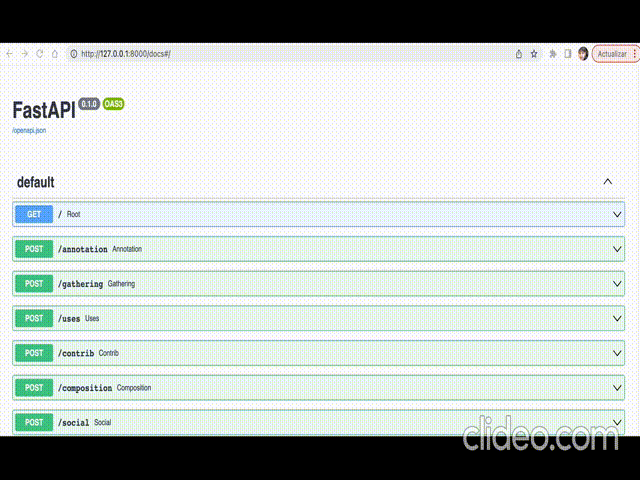 http://127.0.0.1:8000/docs#/
Actualizar
FastAPI 0.1.0 OAS3
/openapi.json
default
GET / Root
POST /annotation Annotation
POST /gathering Gathering
POST /uses Uses
POST /contrib Contrib
POST /composition Composition
POST /social Social
clideo.com